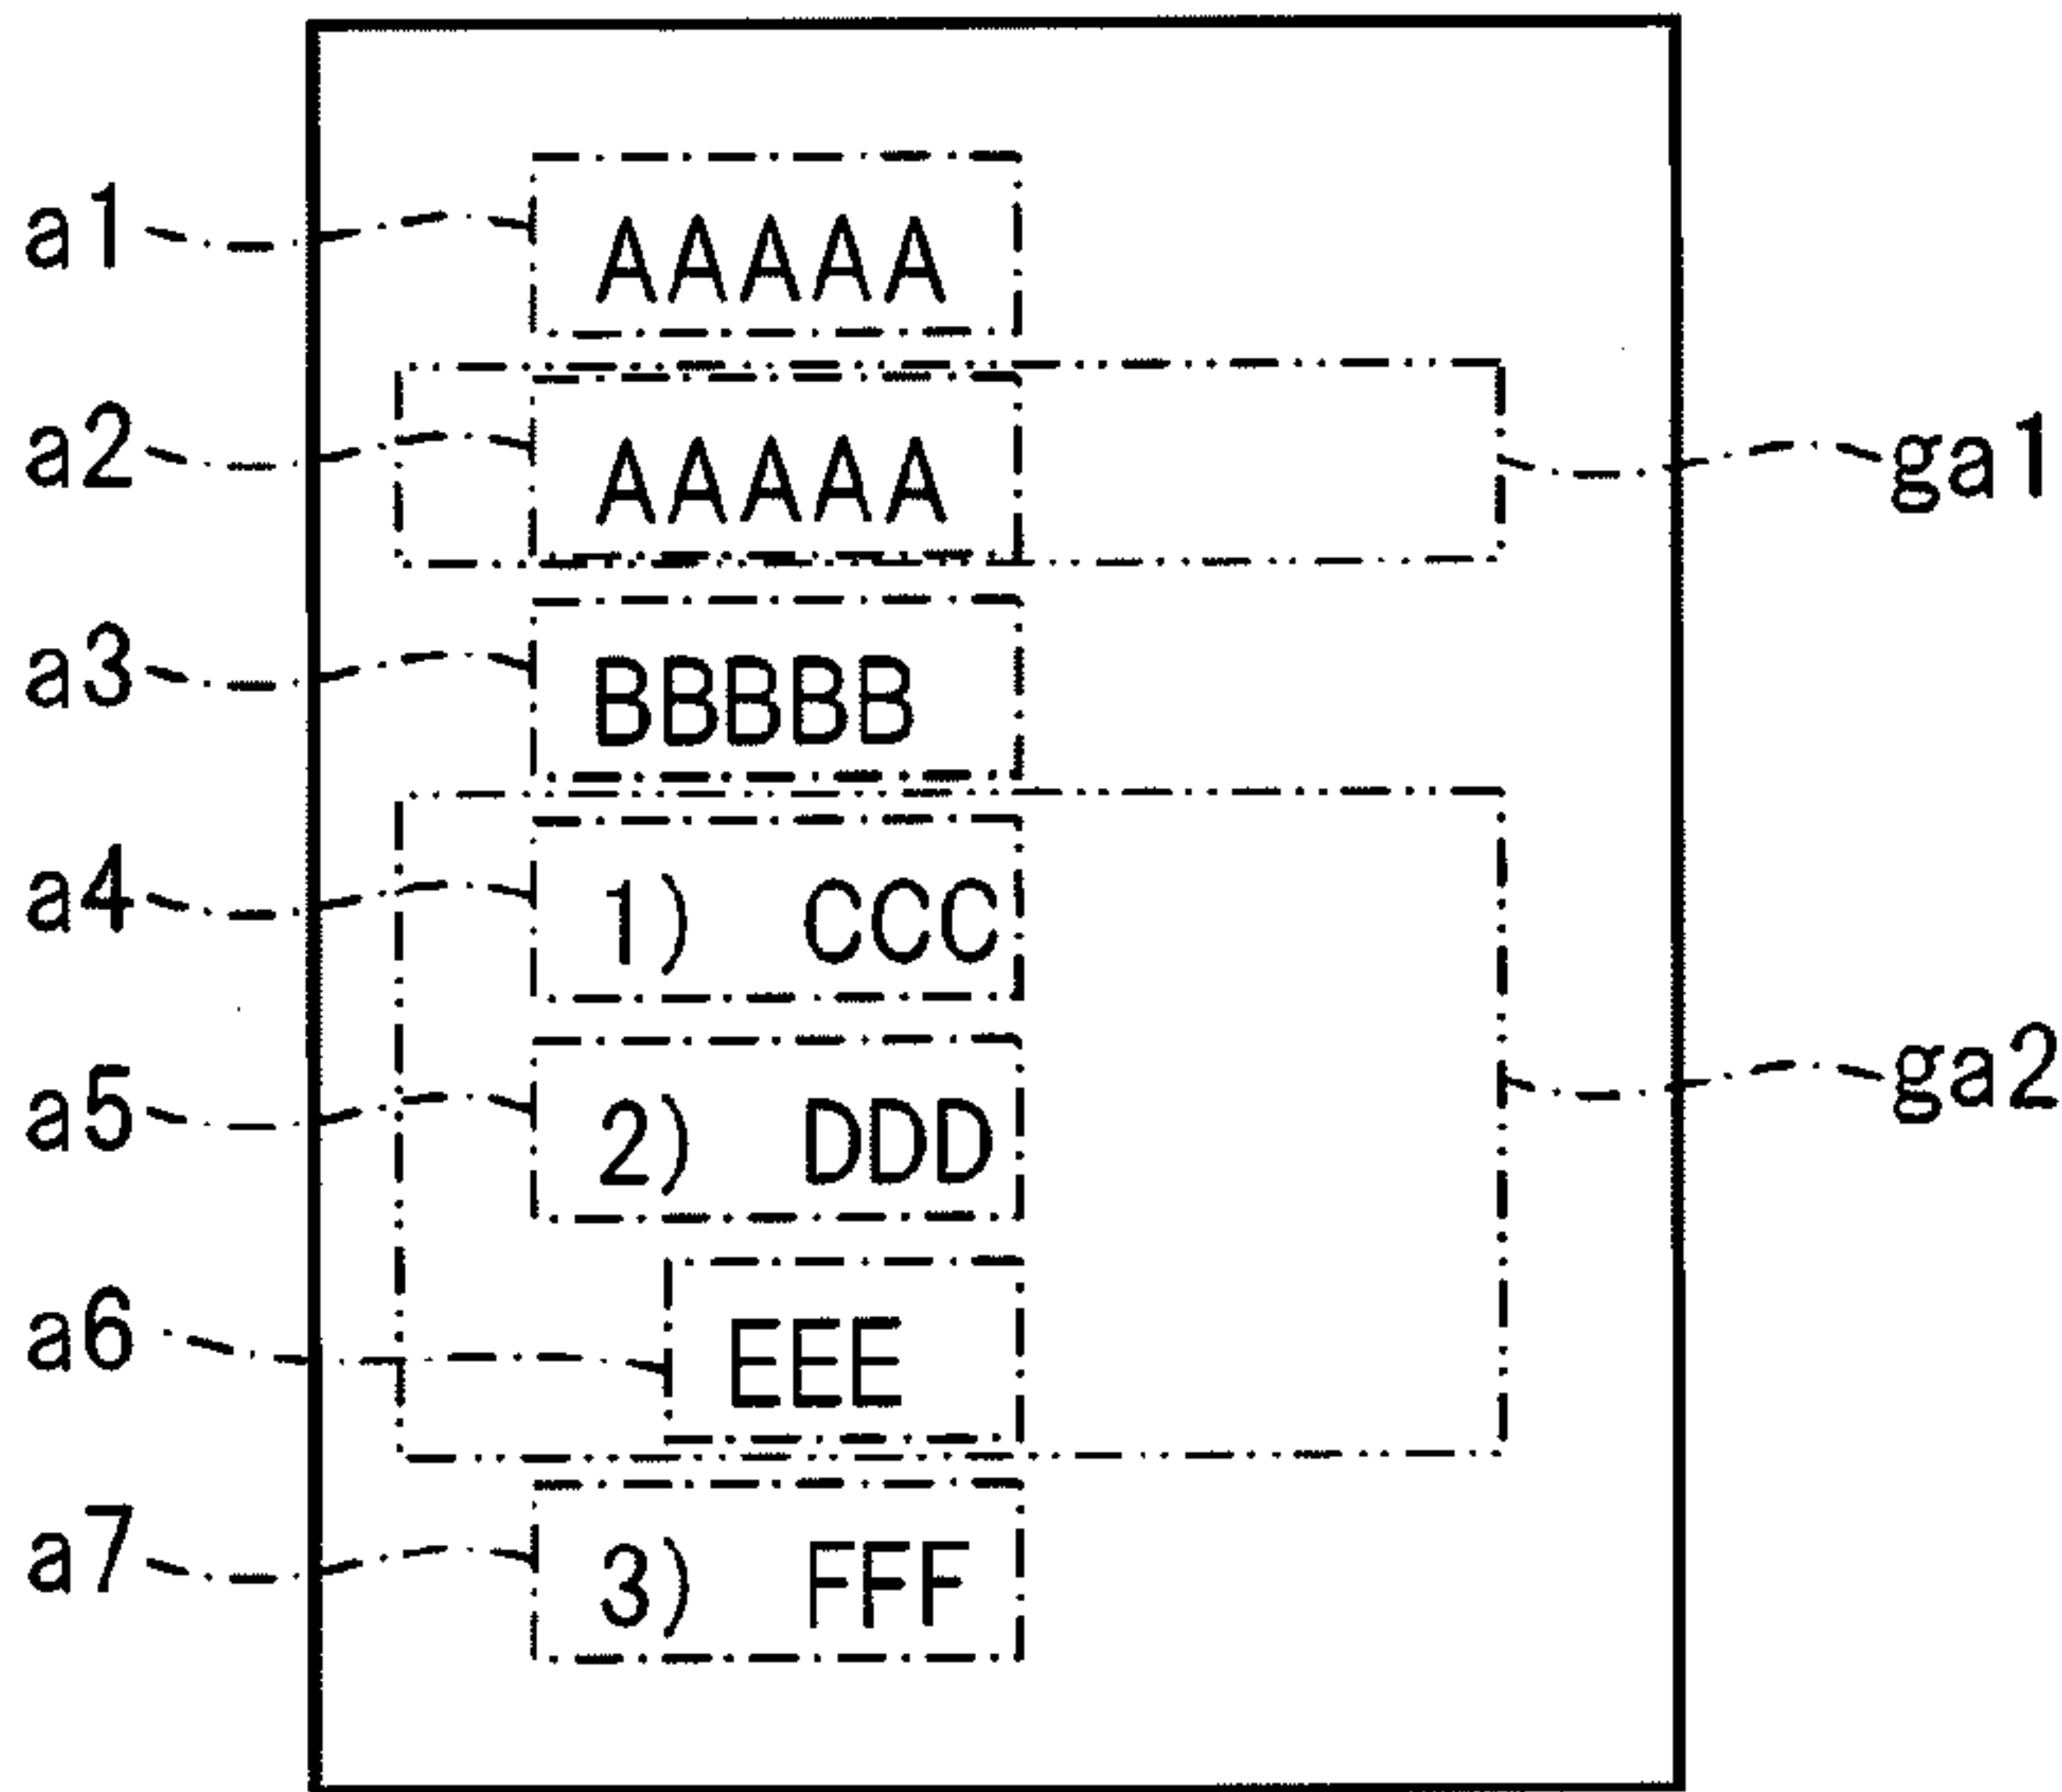 a1 AAAAA
a2 AAAAA ga1
a3 BBBBB
a4 1) CCC
a5 2) DDD ga2
a6 EEE
a7 3) FFF